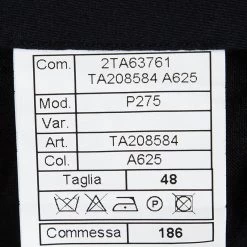 Com. 2TA63761
TA208584 A625
Mod. P275
Var.
Art. TA208584
Col. A625
Taglia 48
P
Commessa 186